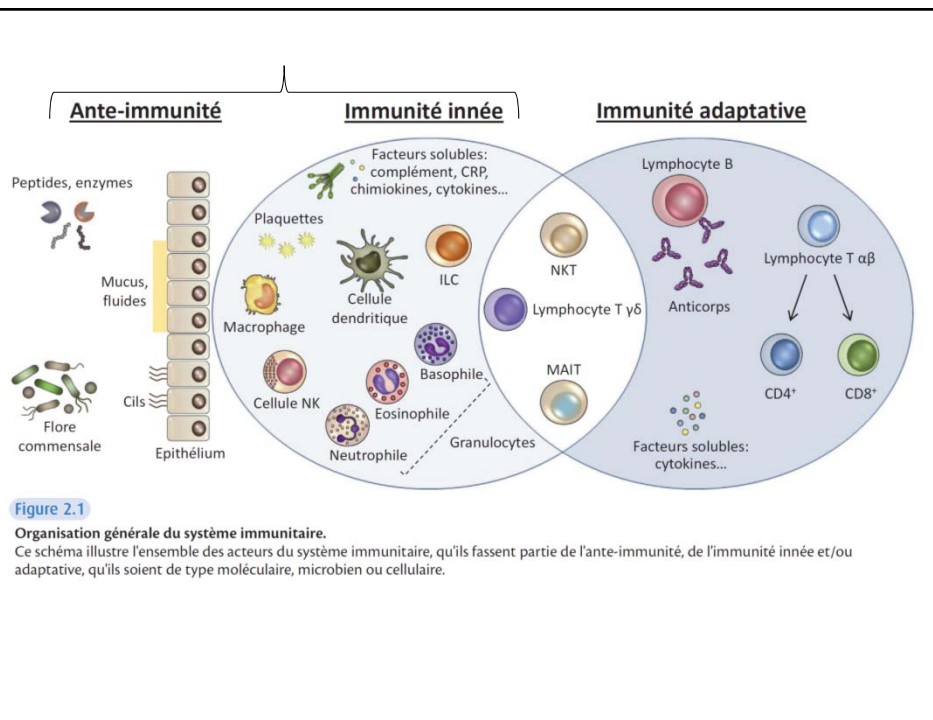 Ante-immunité
Immunité innée
Immunité adaptative
Peptides, enzymes
Mucus,
fluides
Cils
Flore
commensale
Epithélium
Facteurs solubles:
complément, CRP,
chimiokines, cytokines...
Plaquettes
Cellule
dendritique
ILC
Macrophage
Basophile
Cellule NK
Eosinophile
Neutrophile
Granulocytes
NKT
Lymphocyte T γδ
MAIT
Lymphocyte B
Anticorps
Lymphocyte T αβ
CD4⁺
CD8⁺
Facteurs solubles:
cytokines...
Figure 2.1
Organisation générale du système immunitaire.
Ce schéma illustre l'ensemble des acteurs du système immunitaire, qu'ils fassent partie de l'ante-immunité, de l'immunité innée et/ou
adaptative, qu'ils soient de type moléculaire, microbien ou cellulaire.